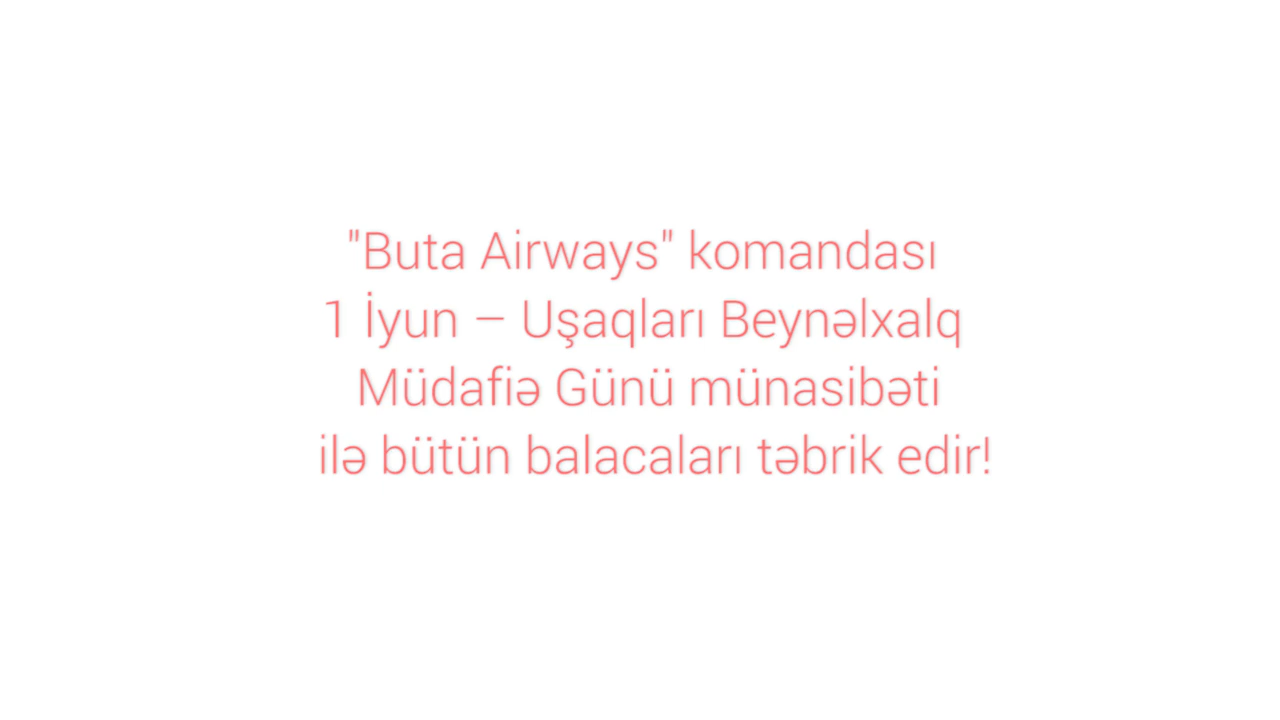 "Buta Airways" komandası
1 İyun – Uşaqları Beynəlxalq
Müdafiə Günü münasibəti
ilə bütün balacaları təbrik edir!